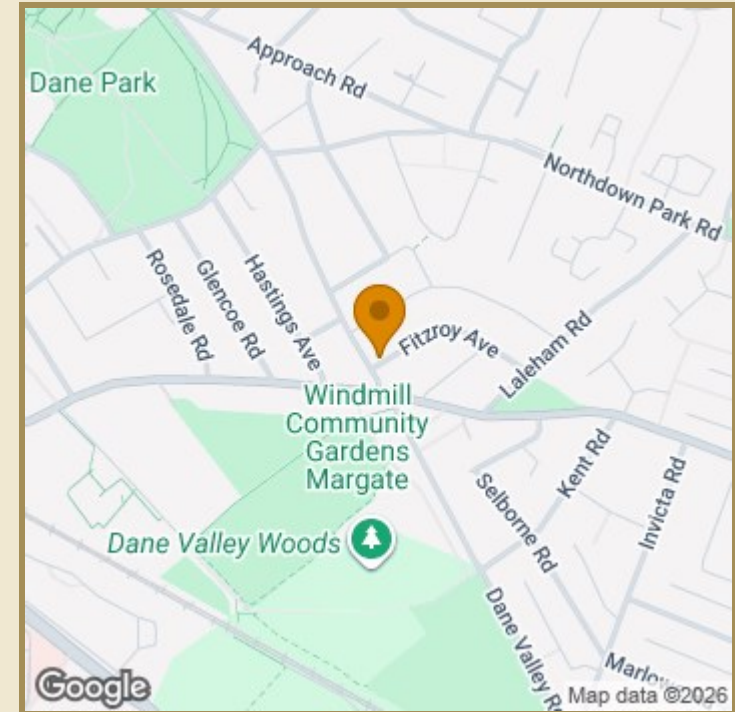 Approach Rd
Dane Park
Northdown Park Rd
Rosedale Rd
Glencoe Rd
Hastings Ave
Fitzroy Ave
Laleham Rd
Windmill
Community
Gardens
Margate
Kent Rd
Selborne Rd
Invicta Rd
Dane Valley Woods
Dane Valley Rd
Google
Map data ©2026